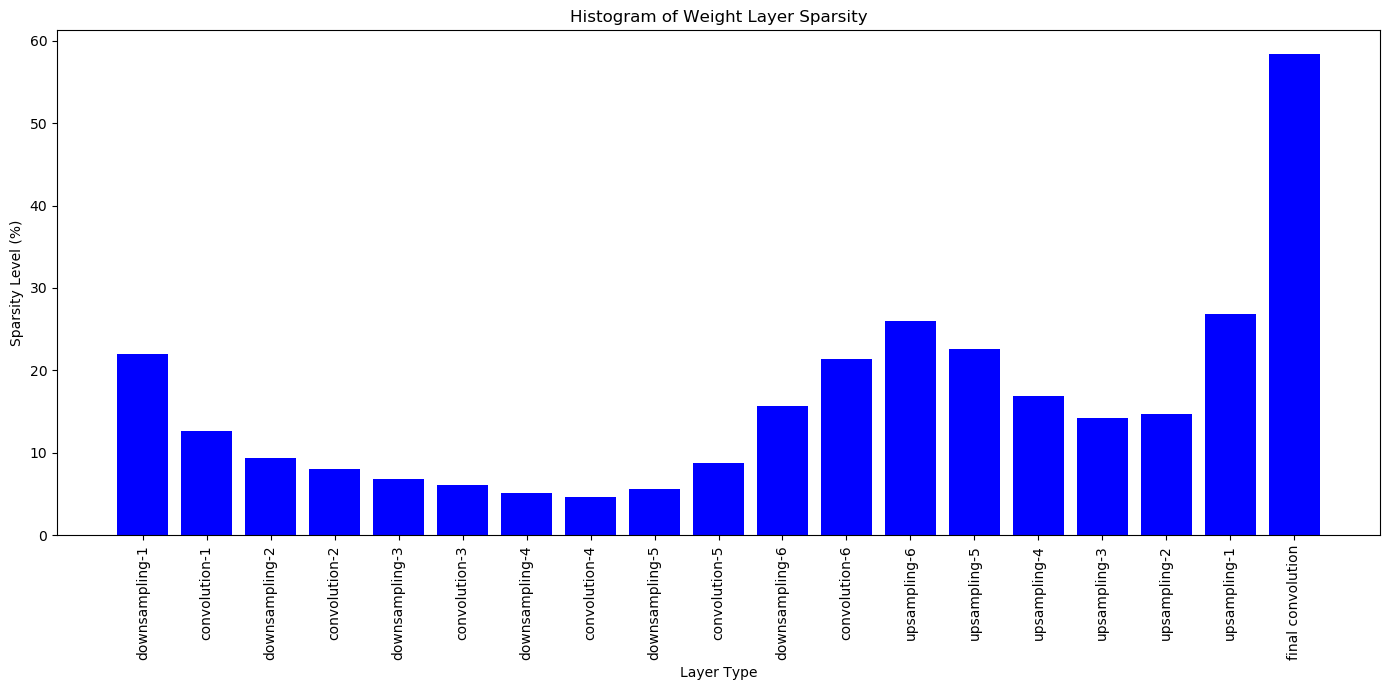 Histogram of Weight Layer Sparsity
Sparsity Level (%)
60
50
40
30
20
10
0
downsampling-1
convolution-1
downsampling-2
convolution-2
downsampling-3
convolution-3
downsampling-4
convolution-4
downsampling-5
convolution-5
downsampling-6
convolution-6
upsampling-6
upsampling-5
upsampling-4
upsampling-3
upsampling-2
upsampling-1
final convolution
Layer Type